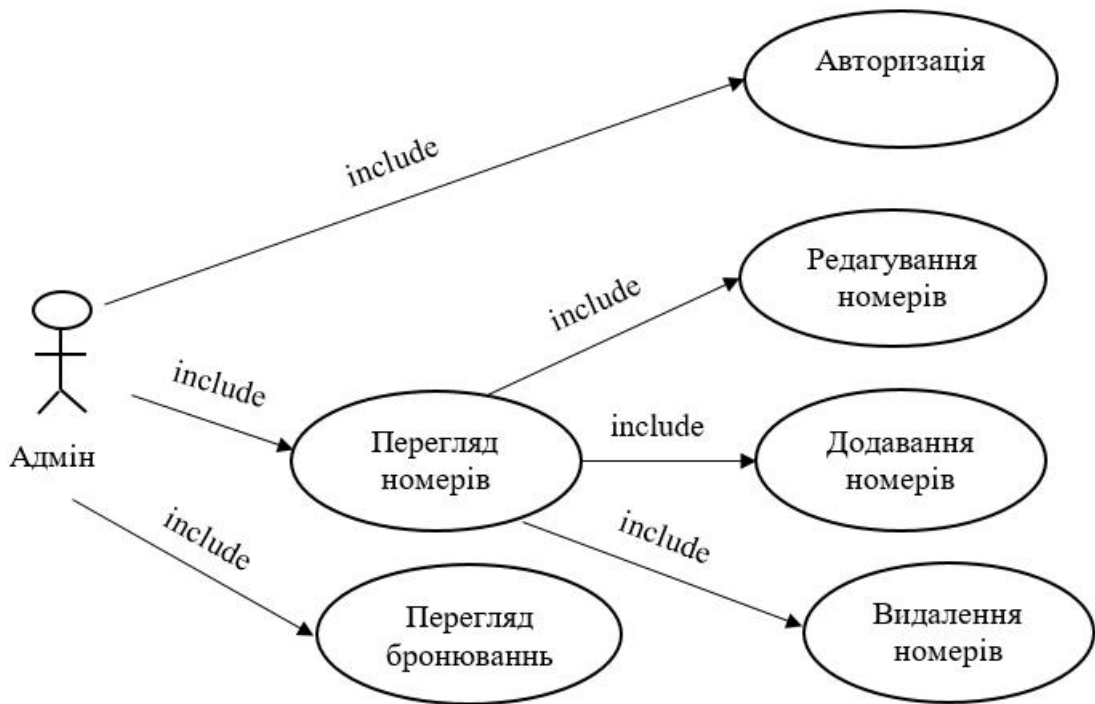 Авторизація
include
Редагування
номерів
include
include
Перегляд
номерів
include
Додавання
номерів
Адмін
include
include
Перегляд
бронюваннь
Видалення
номерів